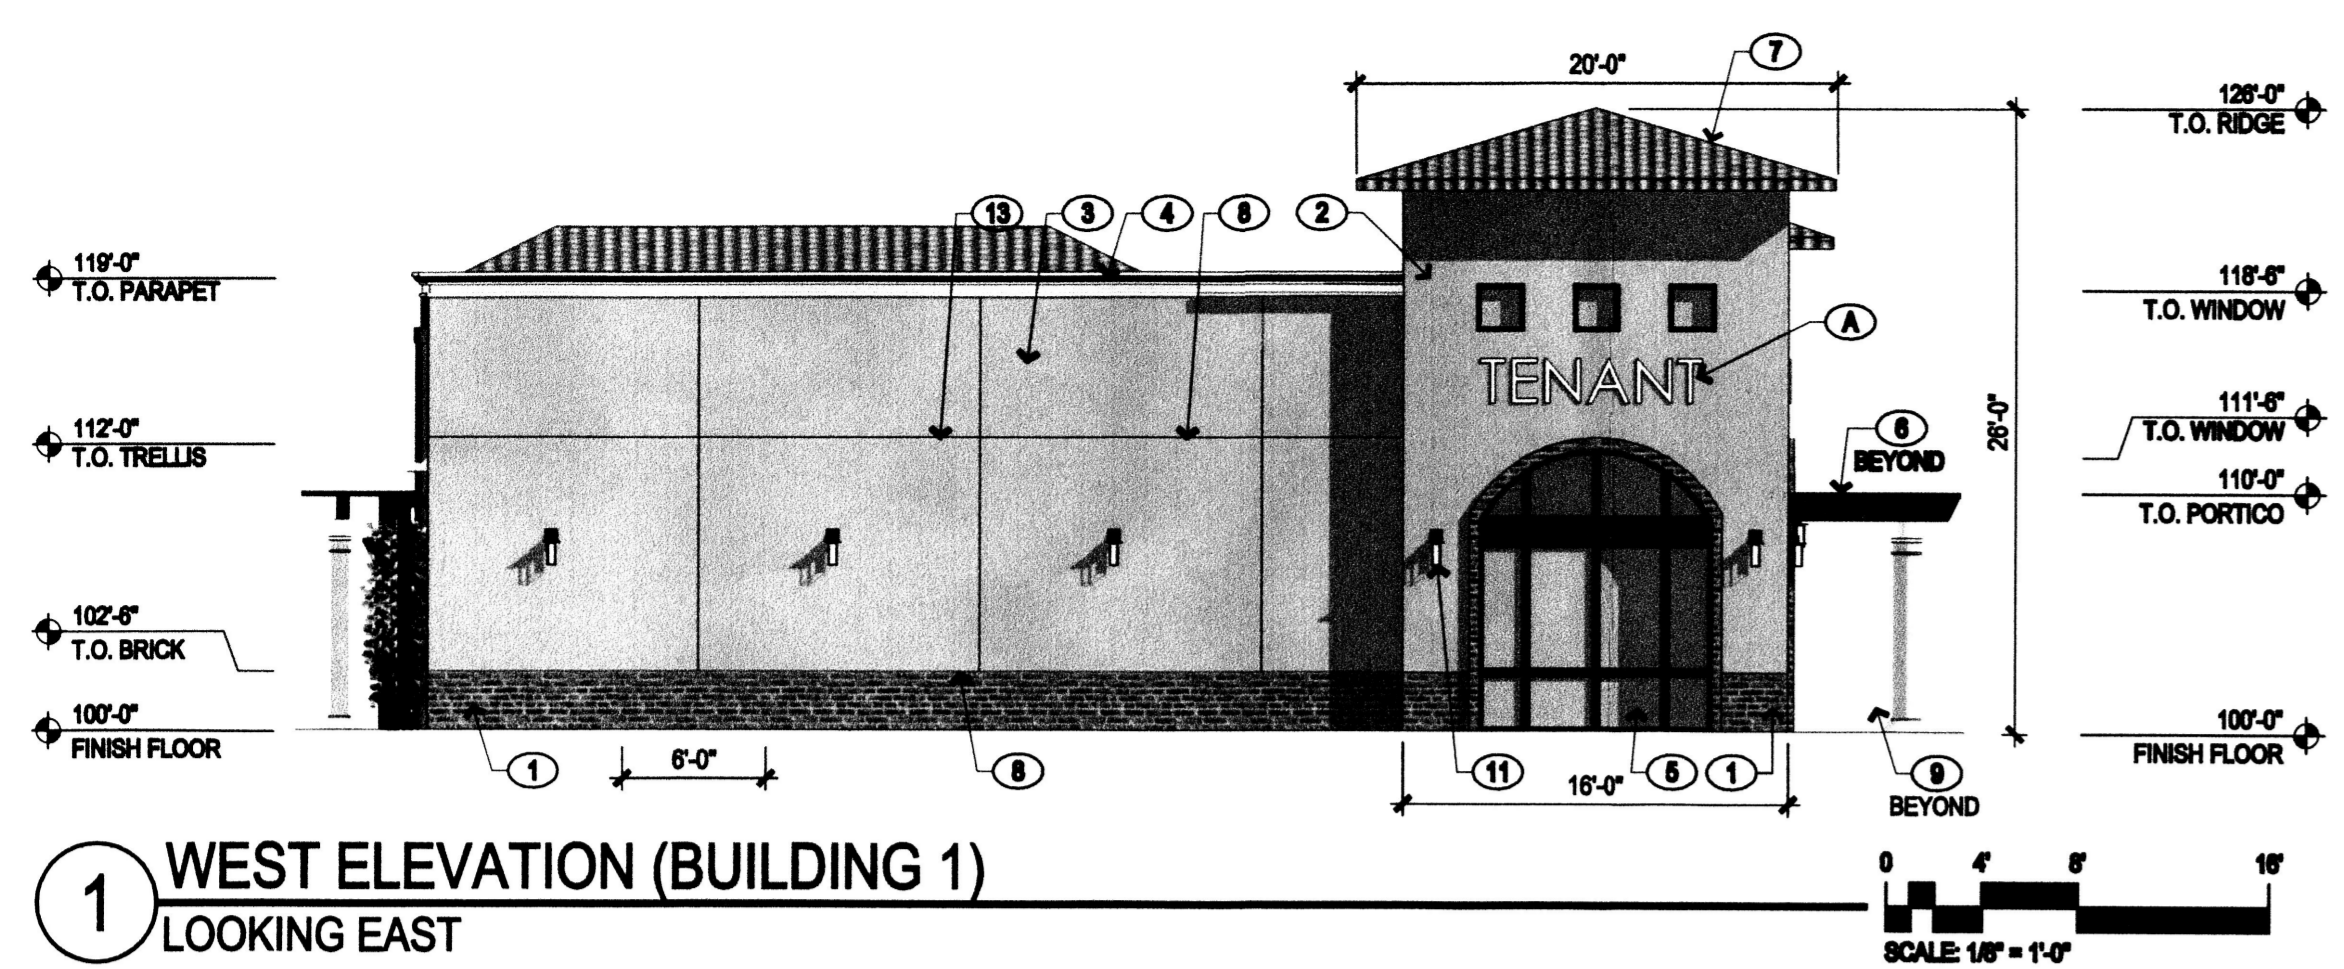 7
20'-0"
126'-0"
T.O. RIDGE
13
3
4
8
2
119'-0"
T.O. PARAPET
118'-6"
T.O. WINDOW
A
TENANT
112'-0"
T.O. TRELLIS
26'-0"
6
BEYOND
111'-6"
T.O. WINDOW
110'-0"
T.O. PORTICO
102'-6"
T.O. BRICK
100'-0"
FINISH FLOOR
100'-0"
FINISH FLOOR
1
6'-0"
8
11
16'-0"
5
1
9
BEYOND
1
WEST ELEVATION (BUILDING 1)
LOOKING EAST
0 4' 8' 16'
SCALE: 1/8" = 1'-0"